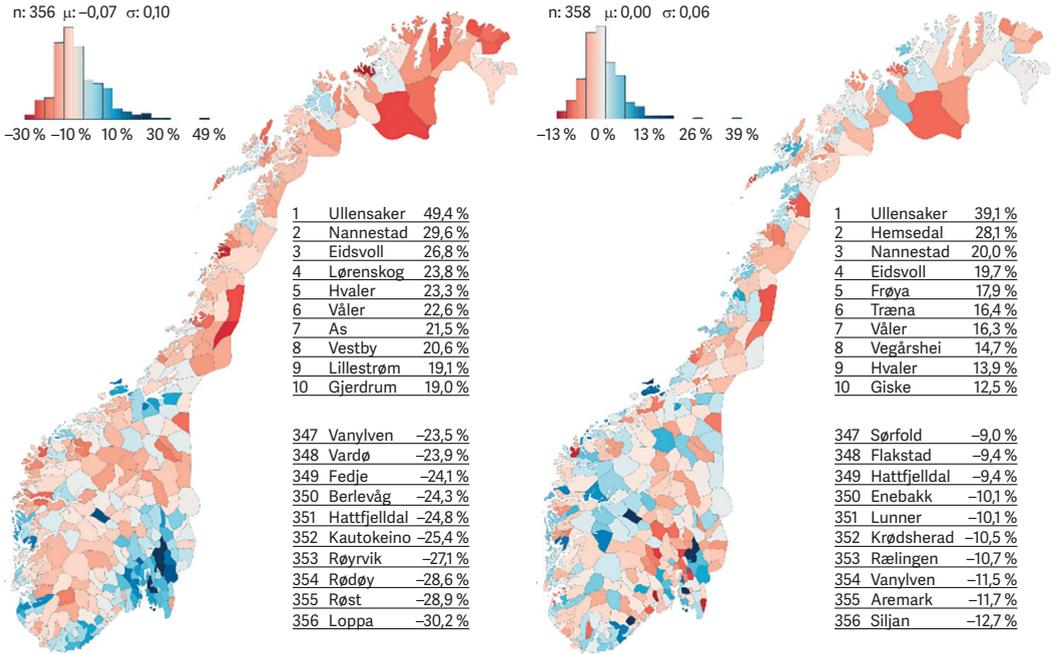 n: 356 µ: –0,07 σ: 0,10
–30 % –10 % 10 % 30 % 49 %
1 Ullensaker 49,4 %
2 Nannestad 29,6 %
3 Eidsvoll 26,8 %
4 Lørenskog 23,8 %
5 Hvaler 23,3 %
6 Våler 22,6 %
7 As 21,5 %
8 Vestby 20,6 %
9 Lillestrøm 19,1 %
10 Gjerdrum 19,0 %
347 Vanylven –23,5 %
348 Vardø –23,9 %
349 Fedje –24,1 %
350 Berlevåg –24,3 %
351 Hattfjelldal –24,8 %
352 Kautokeino –25,4 %
353 Røyrvik –27,1 %
354 Rødøy –28,6 %
355 Røst –28,9 %
356 Loppa –30,2 %
n: 358 µ: 0,00 σ: 0,06
–13 % 0 % 13 % 26 % 39 %
1 Ullensaker 39,1 %
2 Hemsedal 28,1 %
3 Nannestad 20,0 %
4 Eidsvoll 19,7 %
5 Frøya 17,9 %
6 Træna 16,4 %
7 Våler 16,3 %
8 Vegårshei 14,7 %
9 Hvaler 13,9 %
10 Giske 12,5 %
347 Sørfold –9,0 %
348 Flakstad –9,4 %
349 Hattfjelldal –9,4 %
350 Enebakk –10,1 %
351 Lunner –10,1 %
352 Krødsherad –10,5 %
353 Rælingen –10,7 %
354 Vanylven –11,5 %
355 Aremark –11,7 %
356 Siljan –12,7 %